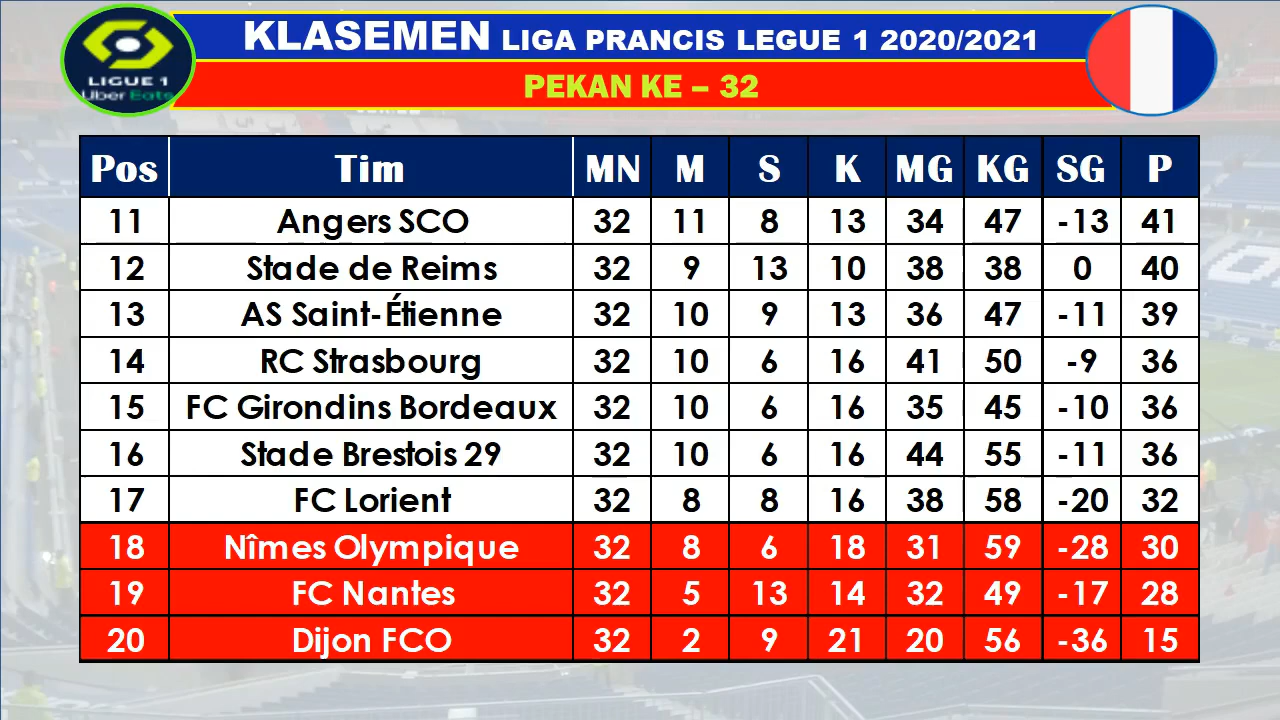 KLASEMEN LIGA PRANCIS LEGUE 1 2020/2021
PEKAN KE – 32
LIGUE 1
Uber Eats
Pos Tim MN M S K MG KG SG P
11 Angers SCO 32 11 8 13 34 47 -13 41
12 Stade de Reims 32 9 13 10 38 38 0 40
13 AS Saint-Étienne 32 10 9 13 36 47 -11 39
14 RC Strasbourg 32 10 6 16 41 50 -9 36
15 FC Girondins Bordeaux 32 10 6 16 35 45 -10 36
16 Stade Brestois 29 32 10 6 16 44 55 -11 36
17 FC Lorient 32 8 8 16 38 58 -20 32
18 Nîmes Olympique 32 8 6 18 31 59 -28 30
19 FC Nantes 32 5 13 14 32 49 -17 28
20 Dijon FCO 32 2 9 21 20 56 -36 15